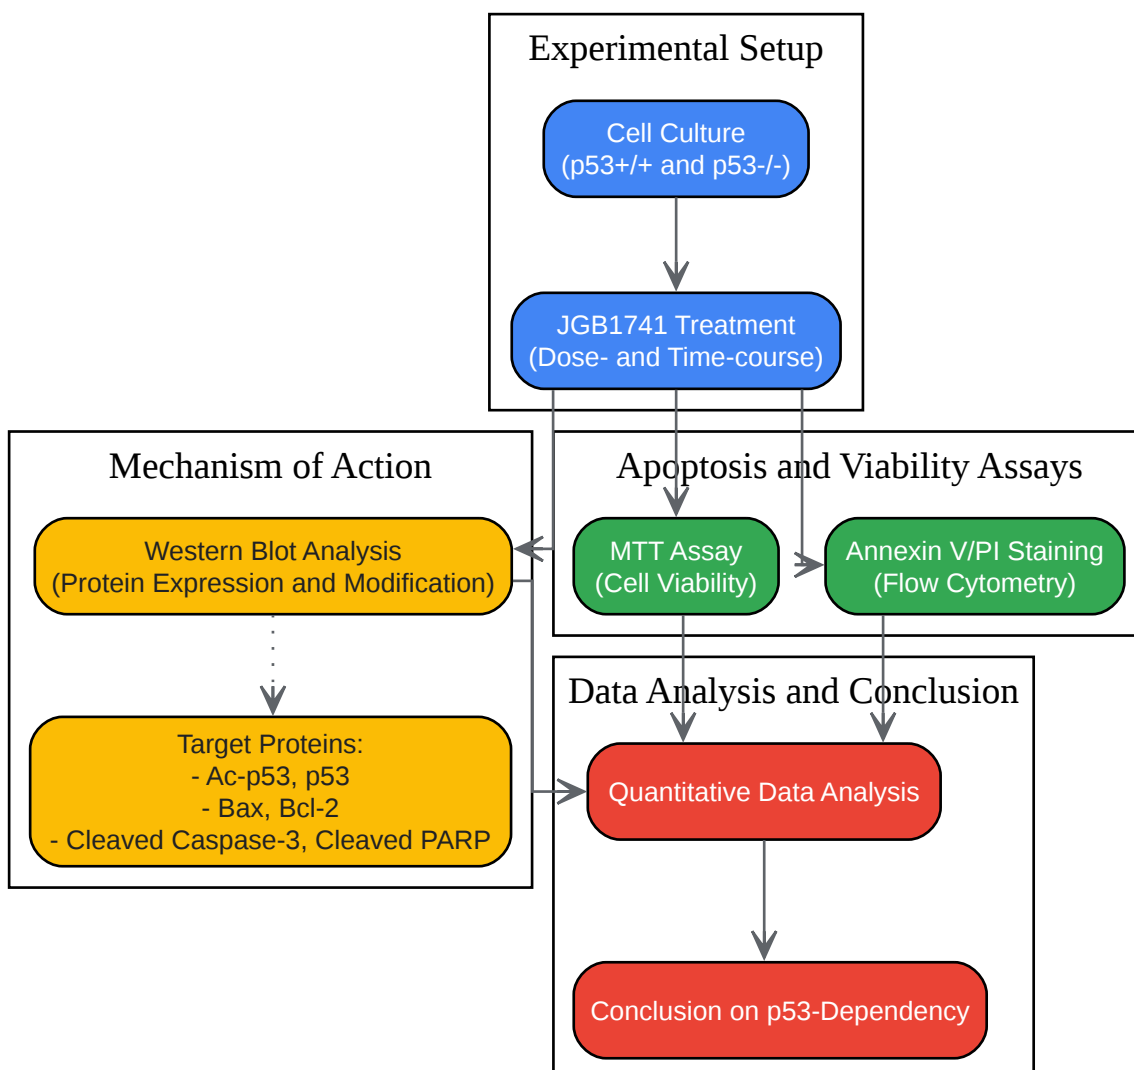 Experimental Setup
Cell Culture
(p53+/+ and p53-/-)
JGB1741 Treatment
(Dose- and Time-course)
Mechanism of Action
Western Blot Analysis
(Protein Expression and Modification)
Target Proteins:
- Ac-p53, p53
- Bax, Bcl-2
- Cleaved Caspase-3, Cleaved PARP
Apoptosis and Viability Assays
MTT Assay
(Cell Viability)
Annexin V/PI Staining
(Flow Cytometry)
Data Analysis and Conclusion
Quantitative Data Analysis
Conclusion on p53-Dependency